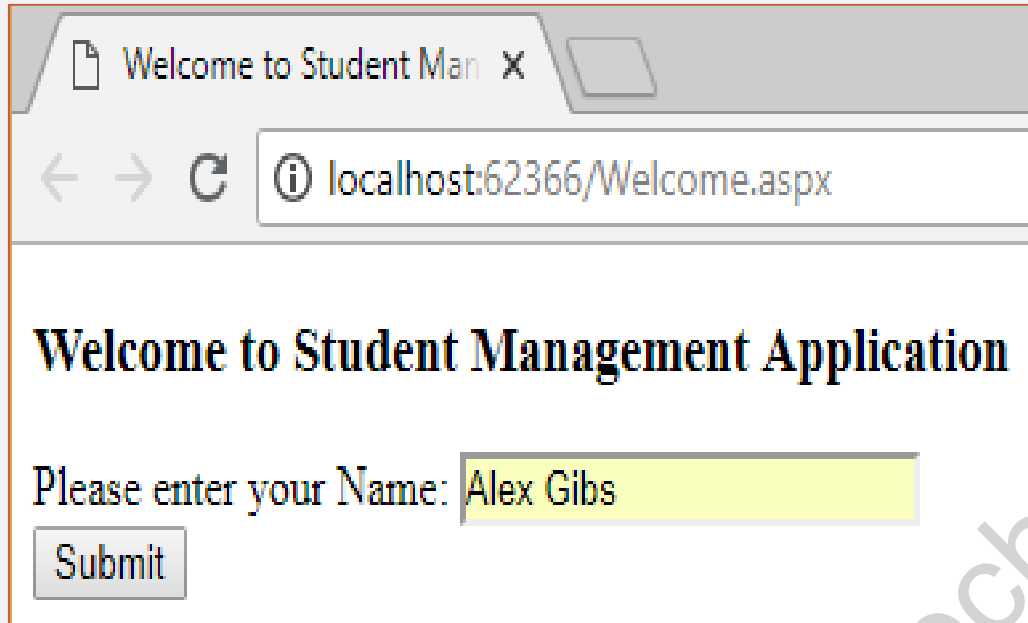 Welcome to Student Man
localhost:62366/Welcome.aspx
Welcome to Student Management Application
Please enter your Name: Alex Gibs
Submit